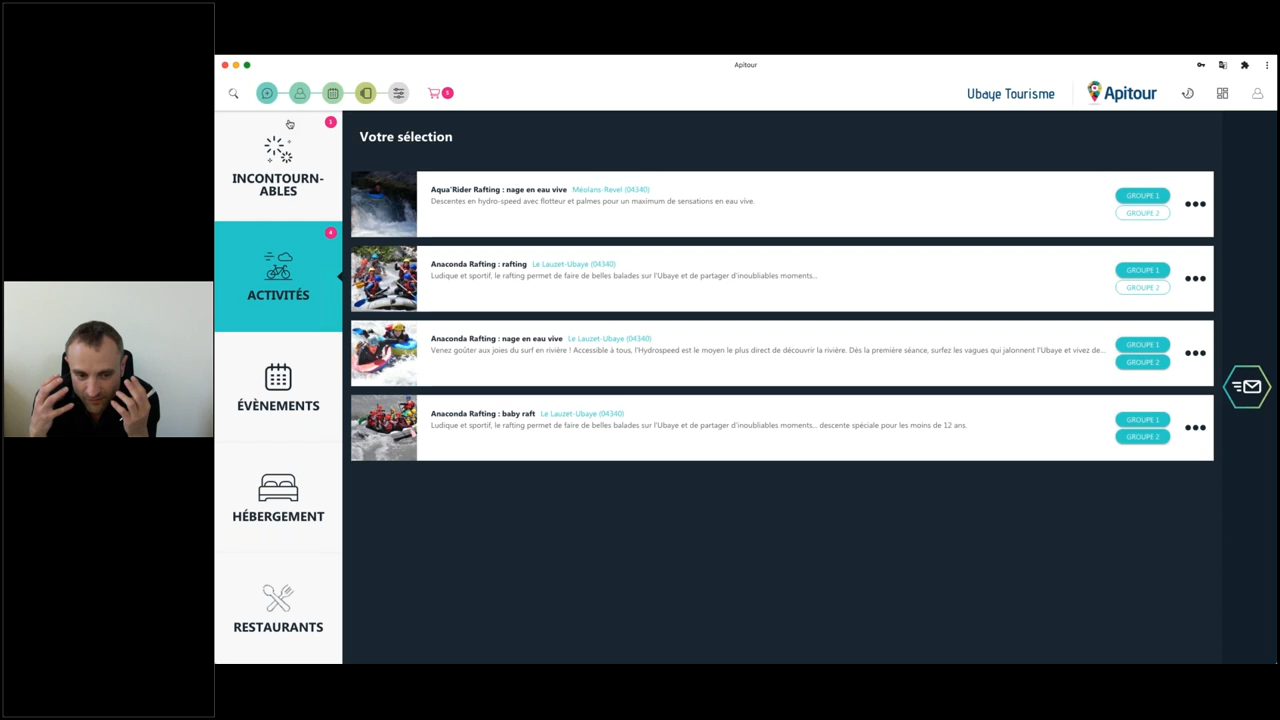 Apitour
5
Ubaye Tourisme
Apitour
1
INCONTOURN-
ABLES
4
ACTIVITÉS
ÉVÈNEMENTS
HÉBERGEMENT
RESTAURANTS
Votre sélection
Aqua'Rider Rafting : nage en eau vive Méolans-Revel (04340)
Descentes en hydro-speed avec flotteur et palmes pour un maximum de sensations en eau vive.
GROUPE 1
GROUPE 2
Anaconda Rafting : rafting Le Lauzet-Ubaye (04340)
Ludique et sportif, le rafting permet de faire de belles balades sur l'Ubaye et de partager d'inoubliables moments...
GROUPE 1
GROUPE 2
Anaconda Rafting : nage en eau vive Le Lauzet-Ubaye (04340)
Venez goûter aux joies du surf en rivière ! Accessible à tous, l'Hydrospeed est le moyen le plus direct de découvrir la rivière. Dès la première séance, surfez les vagues qui jalonnent l'Ubaye et vivez de...
GROUPE 1
GROUPE 2
Anaconda Rafting : baby raft Le Lauzet-Ubaye (04340)
Ludique et sportif, le rafting permet de faire de belles balades sur l'Ubaye et de partager d'inoubliables moments... descente spéciale pour les moins de 12 ans.
GROUPE 1
GROUPE 2